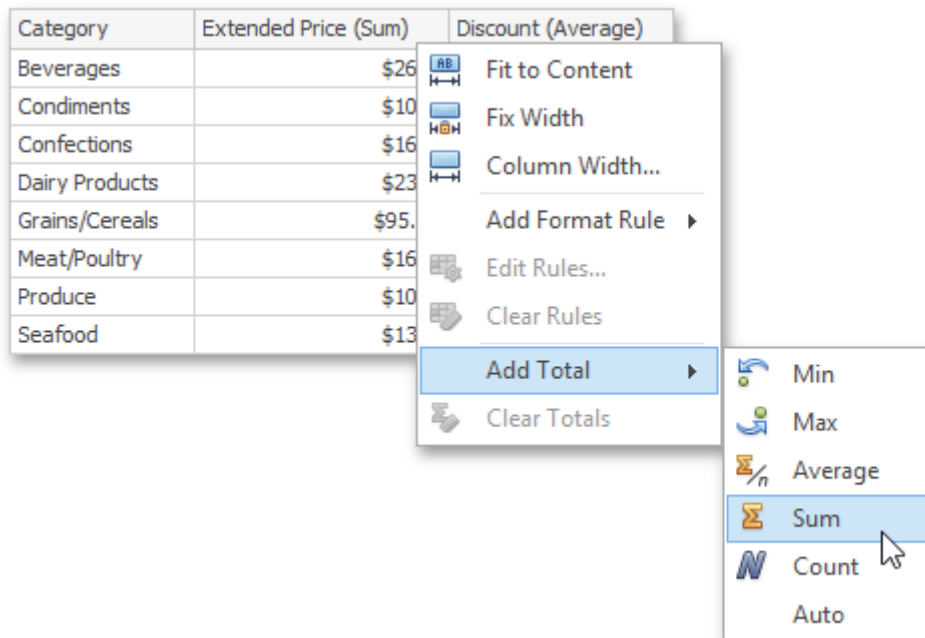 Category Extended Price (Sum) Discount (Average)
Beverages $26
Condiments $10
Confections $16
Dairy Products $23
Grains/Cereals $95.
Meat/Poultry $16
Produce $10
Seafood $13
AB Fit to Content
Fix Width
Column Width...
Add Format Rule
Edit Rules...
Clear Rules
Add Total
Clear Totals
Min
Max
Σ/n Average
Σ Sum
N Count
Auto